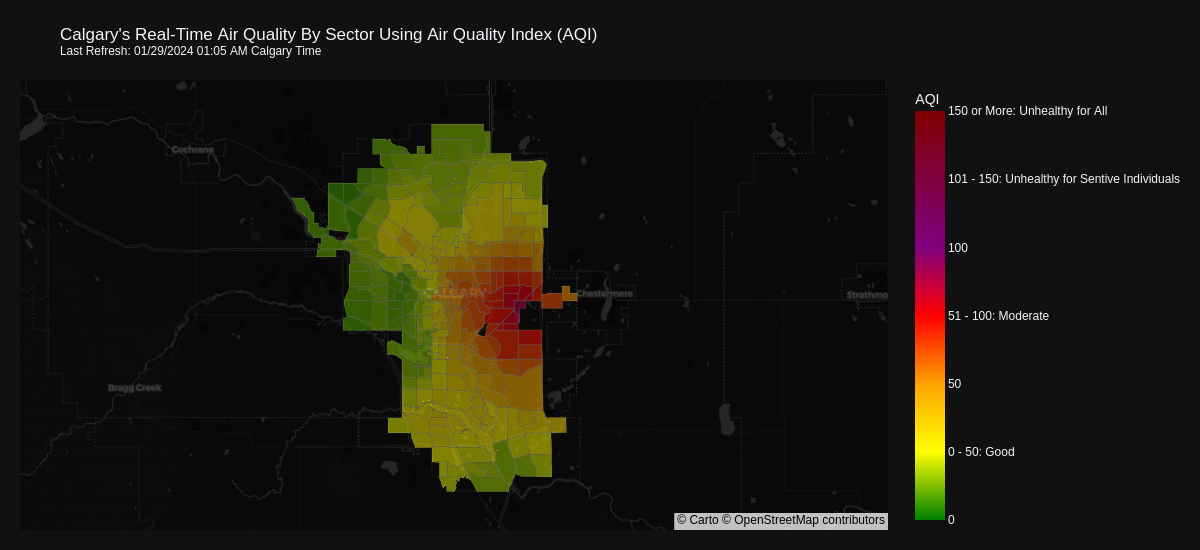 Calgary's Real-Time Air Quality By Sector Using Air Quality Index (AQI)
Last Refresh: 01/29/2024 01:05 AM Calgary Time
AQI
150 or More: Unhealthy for All
101 - 150: Unhealthy for Sentive Individuals
100
51 - 100: Moderate
50
0 - 50: Good
0
Cochrane
CALGARY
Chestermere
Strathmo
Bragg Creek
© Carto © OpenStreetMap contributors